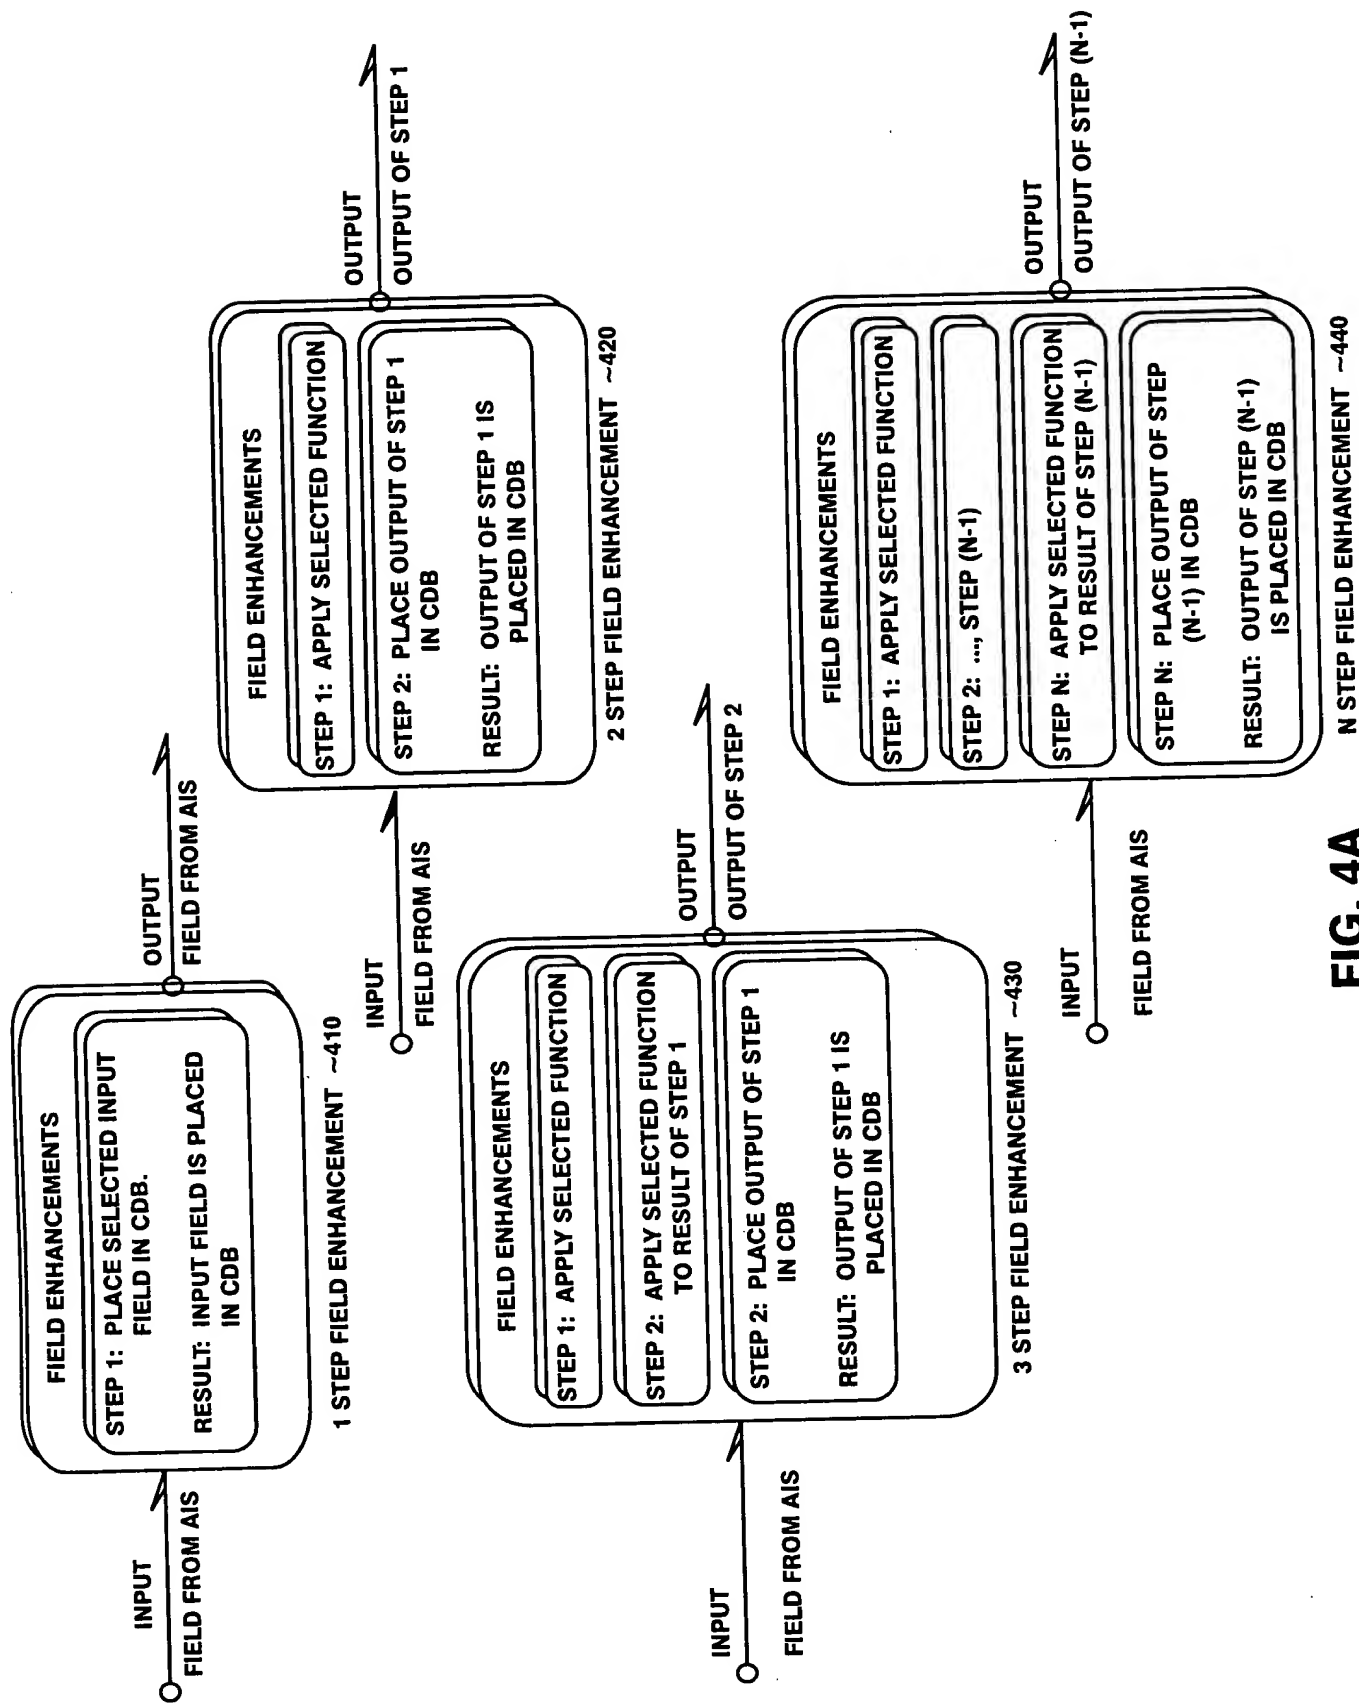 FIELD ENHANCEMENTS
STEP 1: PLACE SELECTED INPUT
FIELD IN CDB.
RESULT: INPUT FIELD IS PLACED
IN CDB
INPUT
FIELD FROM AIS
OUTPUT
FIELD FROM AIS
1 STEP FIELD ENHANCEMENT ~410
FIELD ENHANCEMENTS
STEP 1: APPLY SELECTED FUNCTION
STEP 2: PLACE OUTPUT OF STEP 1
IN CDB
RESULT: OUTPUT OF STEP 1 IS
PLACED IN CDB
INPUT
FIELD FROM AIS
OUTPUT
OUTPUT OF STEP 1
2 STEP FIELD ENHANCEMENT ~420
FIELD ENHANCEMENTS
STEP 1: APPLY SELECTED FUNCTION
STEP 2: APPLY SELECTED FUNCTION
TO RESULT OF STEP 1
STEP 2: PLACE OUTPUT OF STEP 1
IN CDB
RESULT: OUTPUT OF STEP 1 IS
PLACED IN CDB
INPUT
FIELD FROM AIS
OUTPUT
OUTPUT OF STEP 2
3 STEP FIELD ENHANCEMENT ~430
FIELD ENHANCEMENTS
STEP 1: APPLY SELECTED FUNCTION
STEP 2: ..., STEP (N-1)
STEP N: APPLY SELECTED FUNCTION
TO RESULT OF STEP (N-1)
STEP N: PLACE OUTPUT OF STEP
(N-1) IN CDB
RESULT: OUTPUT OF STEP (N-1)
IS PLACED IN CDB
INPUT
FIELD FROM AIS
OUTPUT
OUTPUT OF STEP (N-1)
N STEP FIELD ENHANCEMENT ~440
FIG. 4A